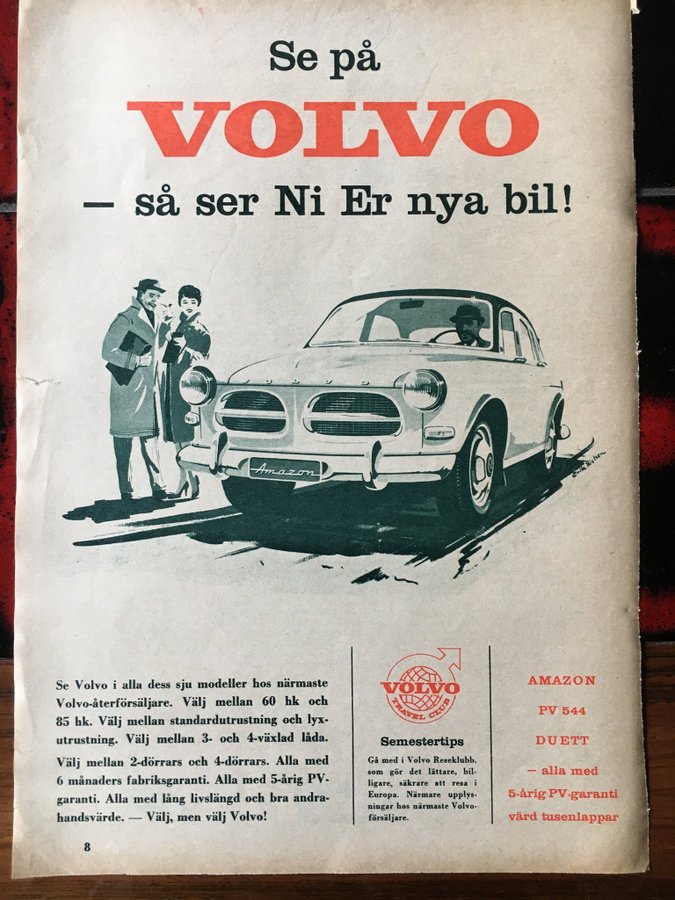 Se på
VOLVO
— så ser Ni Er nya bil!
VOLVO
Amazon
Se Volvo i alla dess sju modeller hos närmaste
Volvo-återförsäljare. Välj mellan 60 hk och
85 hk. Välj mellan standardutrustning och lyx-
utrustning. Välj mellan 3- och 4-växlad låda.
Välj mellan 2-dörrars och 4-dörrars. Alla med
6 månaders fabriksgaranti. Alla med 5-årig PV-
garanti. Alla med lång livslängd och bra andra-
handsvärde. — Välj, men välj Volvo!
8
VOLVO
TRAVEL CLUB
Semestertips
Gå med i Volvo Reseklubb,
som gör det lättare, bil-
ligare, säkrare att resa i
Europa. Närmare upplys-
ningar hos närmaste Volvo-
försäljare.
AMAZON
PV 544
DUETT
— alla med
5-årig PV-garanti
värd tusenlappar